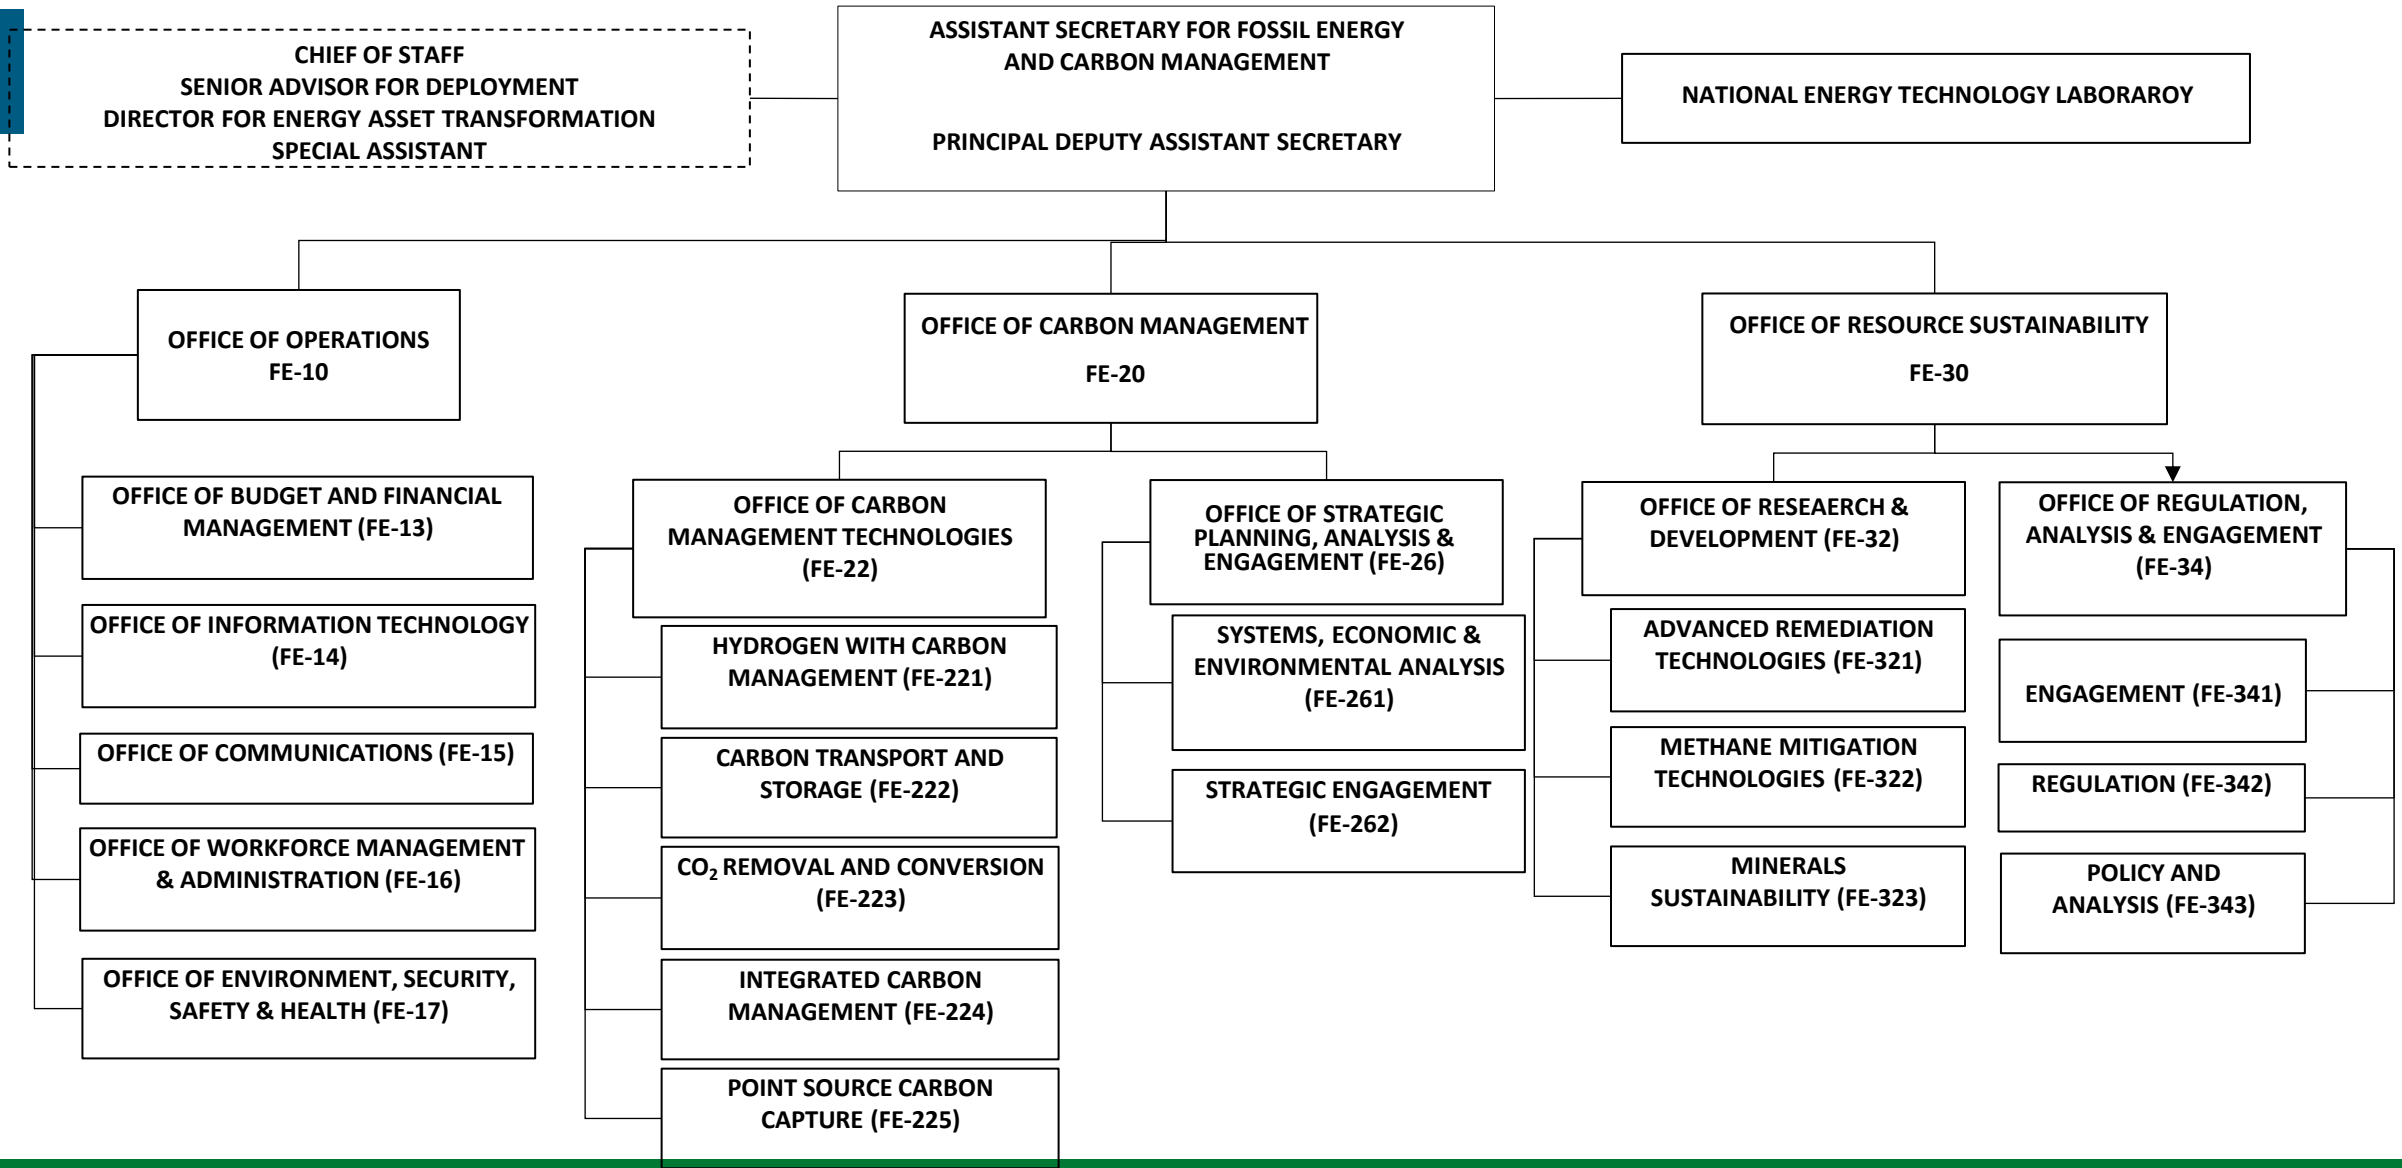 CHIEF OF STAFF
SENIOR ADVISOR FOR DEPLOYMENT
DIRECTOR FOR ENERGY ASSET TRANSFORMATION
SPECIAL ASSISTANT
ASSISTANT SECRETARY FOR FOSSIL ENERGY
AND CARBON MANAGEMENT
PRINCIPAL DEPUTY ASSISTANT SECRETARY
NATIONAL ENERGY TECHNOLOGY LABORAROY
OFFICE OF OPERATIONS
FE-10
OFFICE OF CARBON MANAGEMENT
FE-20
OFFICE OF RESOURCE SUSTAINABILITY
FE-30
OFFICE OF BUDGET AND FINANCIAL
MANAGEMENT (FE-13)
OFFICE OF INFORMATION TECHNOLOGY
(FE-14)
OFFICE OF COMMUNICATIONS (FE-15)
OFFICE OF WORKFORCE MANAGEMENT
& ADMINISTRATION (FE-16)
OFFICE OF ENVIRONMENT, SECURITY,
SAFETY & HEALTH (FE-17)
OFFICE OF CARBON
MANAGEMENT TECHNOLOGIES
(FE-22)
HYDROGEN WITH CARBON
MANAGEMENT (FE-221)
CARBON TRANSPORT AND
STORAGE (FE-222)
CO₂ REMOVAL AND CONVERSION
(FE-223)
INTEGRATED CARBON
MANAGEMENT (FE-224)
POINT SOURCE CARBON
CAPTURE (FE-225)
OFFICE OF STRATEGIC
PLANNING, ANALYSIS &
ENGAGEMENT (FE-26)
SYSTEMS, ECONOMIC &
ENVIRONMENTAL ANALYSIS
(FE-261)
STRATEGIC ENGAGEMENT
(FE-262)
OFFICE OF RESEAERCH &
DEVELOPMENT (FE-32)
ADVANCED REMEDIATION
TECHNOLOGIES (FE-321)
METHANE MITIGATION
TECHNOLOGIES (FE-322)
MINERALS
SUSTAINABILITY (FE-323)
OFFICE OF REGULATION,
ANALYSIS & ENGAGEMENT
(FE-34)
ENGAGEMENT (FE-341)
REGULATION (FE-342)
POLICY AND
ANALYSIS (FE-343)